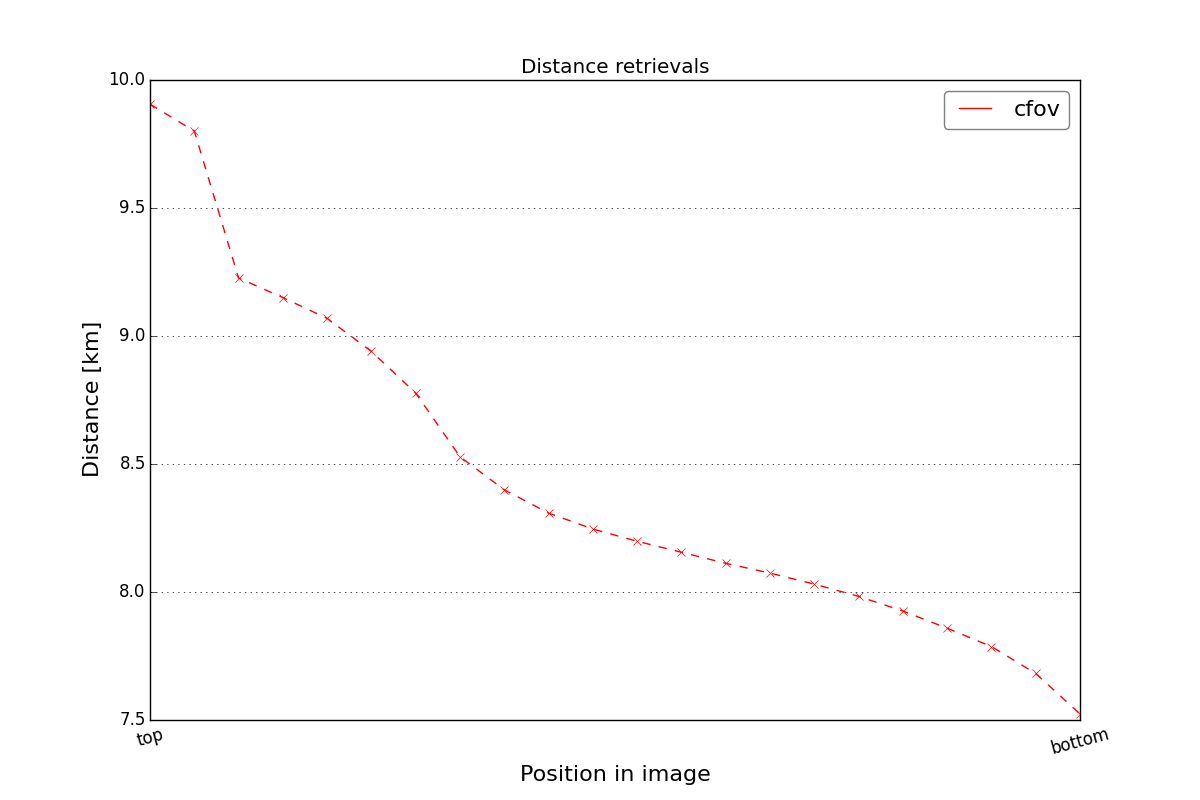 Distance retrievals
cfov
10.0
9.5
9.0
8.5
8.0
7.5
Distance [km]
top
bottom
Position in image